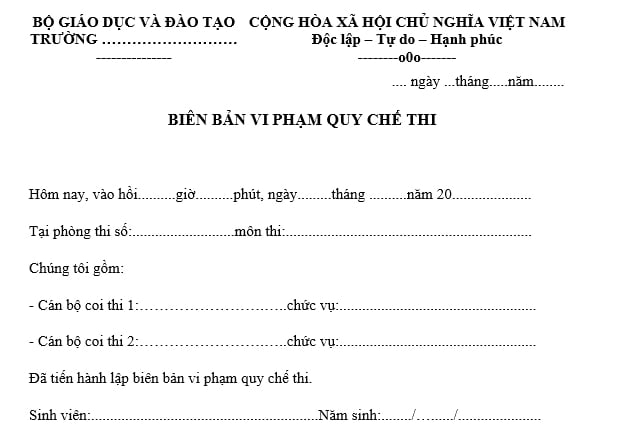 BỘ GIÁO DỤC VÀ ĐÀO TẠO CỘNG HÒA XÃ HỘI CHỦ NGHĨA VIỆT NAM
TRƯỜNG ……………………… Độc lập – Tự do – Hạnh phúc
--------------- --------o0o-------
.... ngày ...tháng.....năm........
BIÊN BẢN VI PHẠM QUY CHẾ THI
Hôm nay, vào hồi..........giờ..........phút, ngày.........tháng ..........năm 20.....................
Tại phòng thi số:...........................môn thi:.................................................................
Chúng tôi gồm:
- Cán bộ coi thi 1:…………………………..chức vụ:....................................................
- Cán bộ coi thi 2:…………………………..chức vụ:....................................................
Đã tiến hành lập biên bản vi phạm quy chế thi.
Sinh viên:............................................................Năm sinh:......../….…./......................